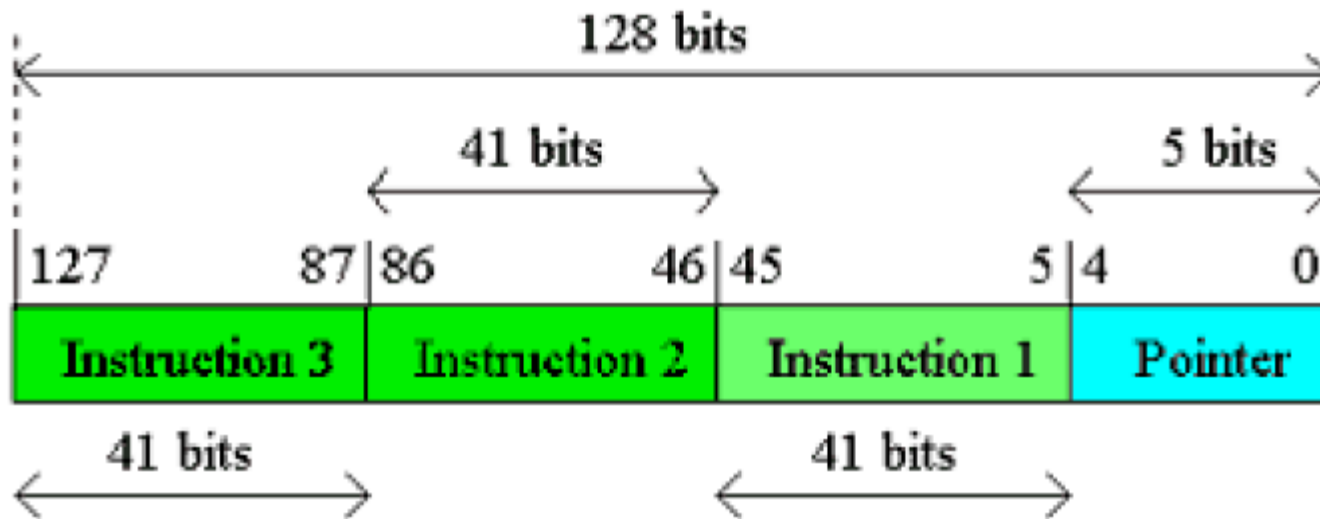 128 bits
41 bits 5 bits
127 87 86 46 45 5 4 0
Instruction 3 Instruction 2 Instruction 1 Pointer
41 bits 41 bits